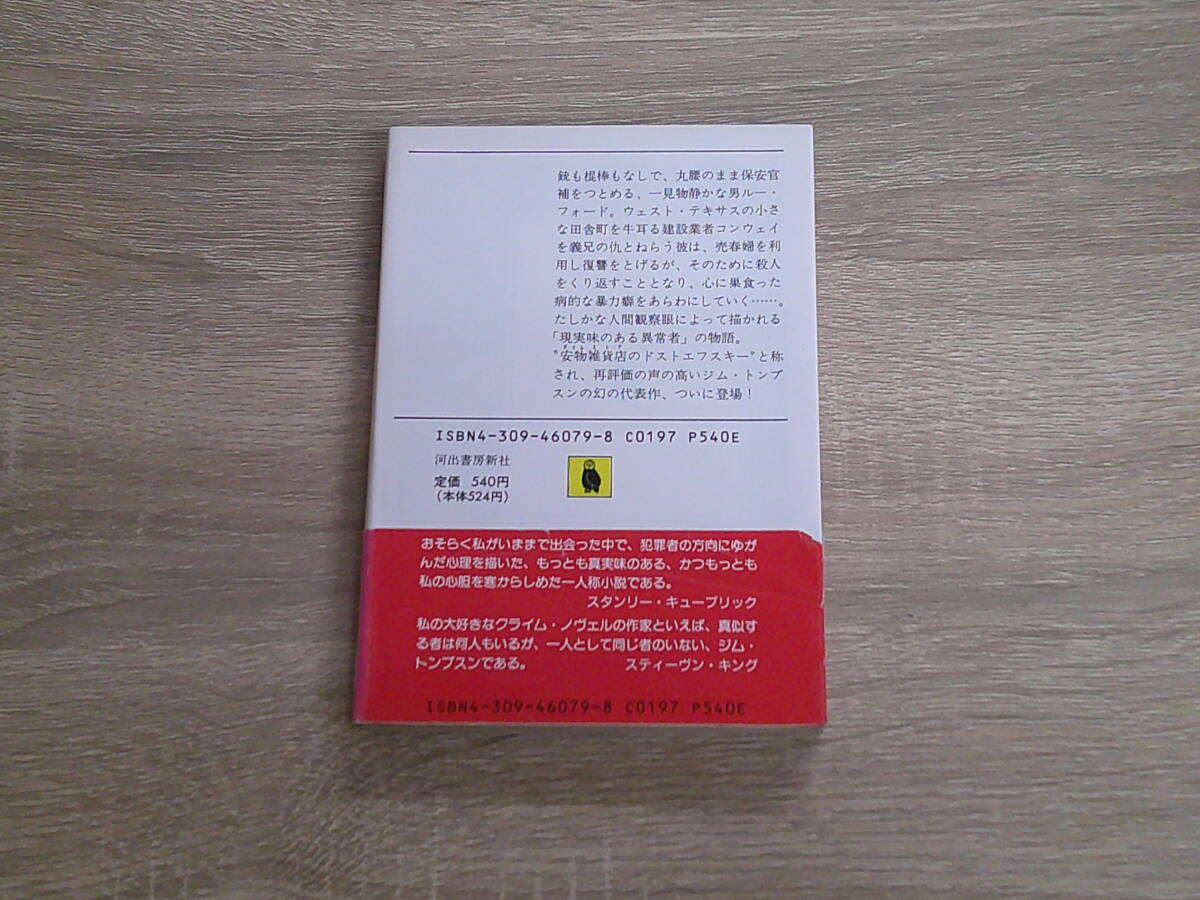 銃も棍棒もなしで、丸腰のまま保安官
補をつとめる、一見物静かな男ルー・
フォード。ウェスト・テキサスの小さ
な田舎町を牛耳る建設業者コンウェイ
を義兄の仇とねらう彼は、売春婦を利
用し復讐をとげるが、そのために殺人
をくり返すこととなり、心に巣食った
病的な暴力癖をあらわにしていく……。
たしかな人間観察眼によって描かれる
「現実味のある異常者」の物語。
〝安物雑貨店のドストエフスキー〟と称
され、再評価の声の高いジム・トンプ
スンの幻の代表作、ついに登場！
ISBN4-309-46079-8 C0197 P540E
河出書房新社
定価 540円
（本体524円）
おそらく私がいままで出会った中で、犯罪者の方向にゆが
んだ心理を描いた、もっとも真実味のある、かつもっとも
私の心胆を寒からしめた一人称小説である。
スタンリー・キューブリック
私の大好きなクライム・ノヴェルの作家といえば、真似す
る者は何人もいるが、一人として同じ者のいない、ジム・
トンプスンである。 スティーヴン・キング
ISBN4-309-46079-8 C0197 P540E